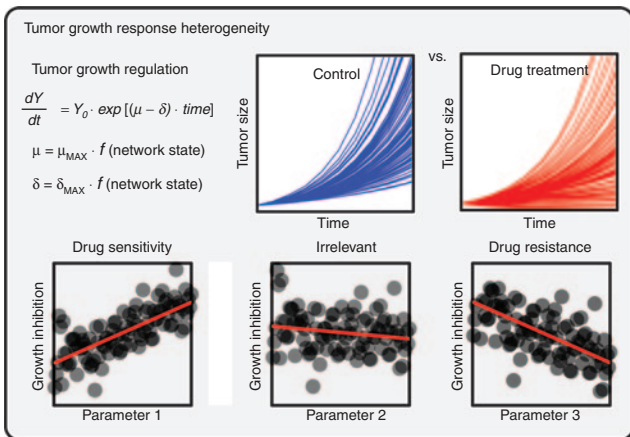 Tumor growth response heterogeneity
Tumor growth regulation
dY/dt = Y₀ · exp [(μ − δ) · time]
μ = μMAX · f (network state)
δ = δMAX · f (network state)
Control
Tumor size
Time
vs.
Drug treatment
Tumor size
Time
Drug sensitivity
Growth inhibition
Parameter 1
Irrelevant
Growth inhibition
Parameter 2
Drug resistance
Growth inhibition
Parameter 3